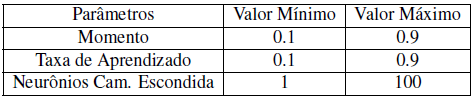 Parâmetros Valor Mínimo Valor Máximo
Momento 0.1 0.9
Taxa de Aprendizado 0.1 0.9
Neurônios Cam. Escondida 1 100